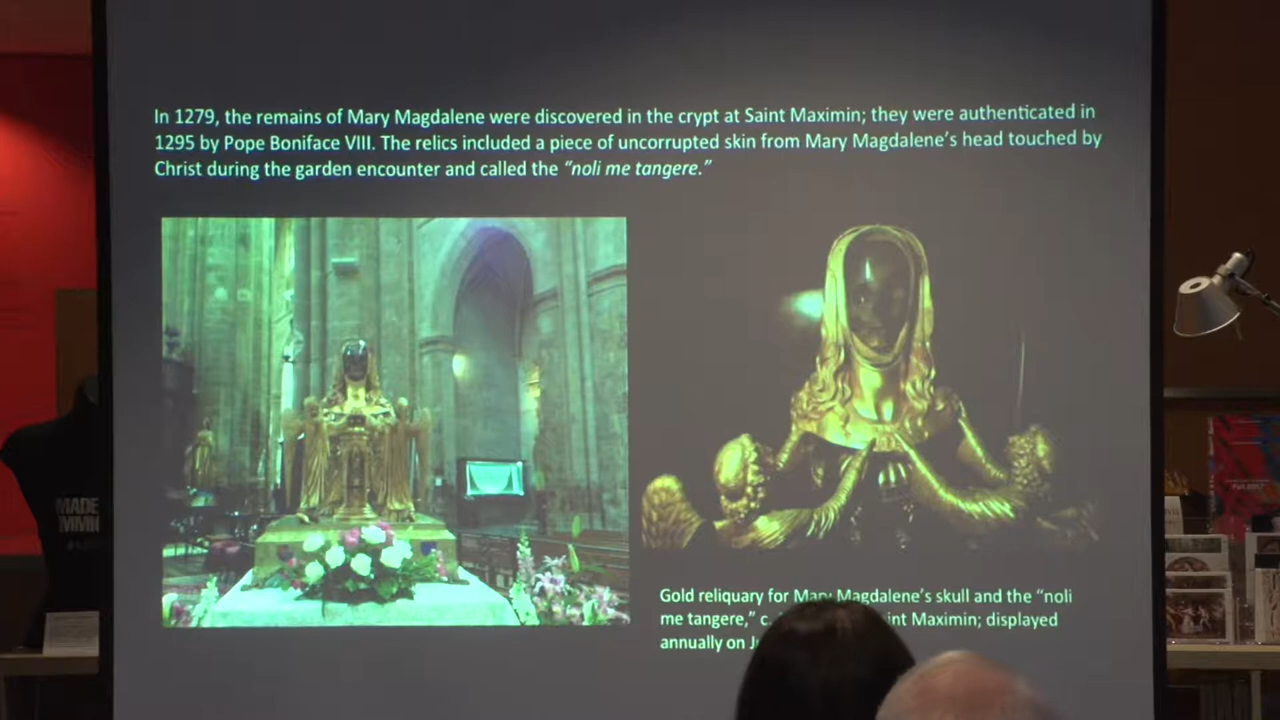 In 1279, the remains of Mary Magdalene were discovered in the crypt at Saint Maximin; they were authenticated in
1295 by Pope Boniface VIII. The relics included a piece of uncorrupted skin from Mary Magdalene's head touched by
Christ during the garden encounter and called the "noli me tangere."
Gold reliquary for Mary Magdalene's skull and the "noli
me tangere," c. Maximin; displayed
annually on
MADE